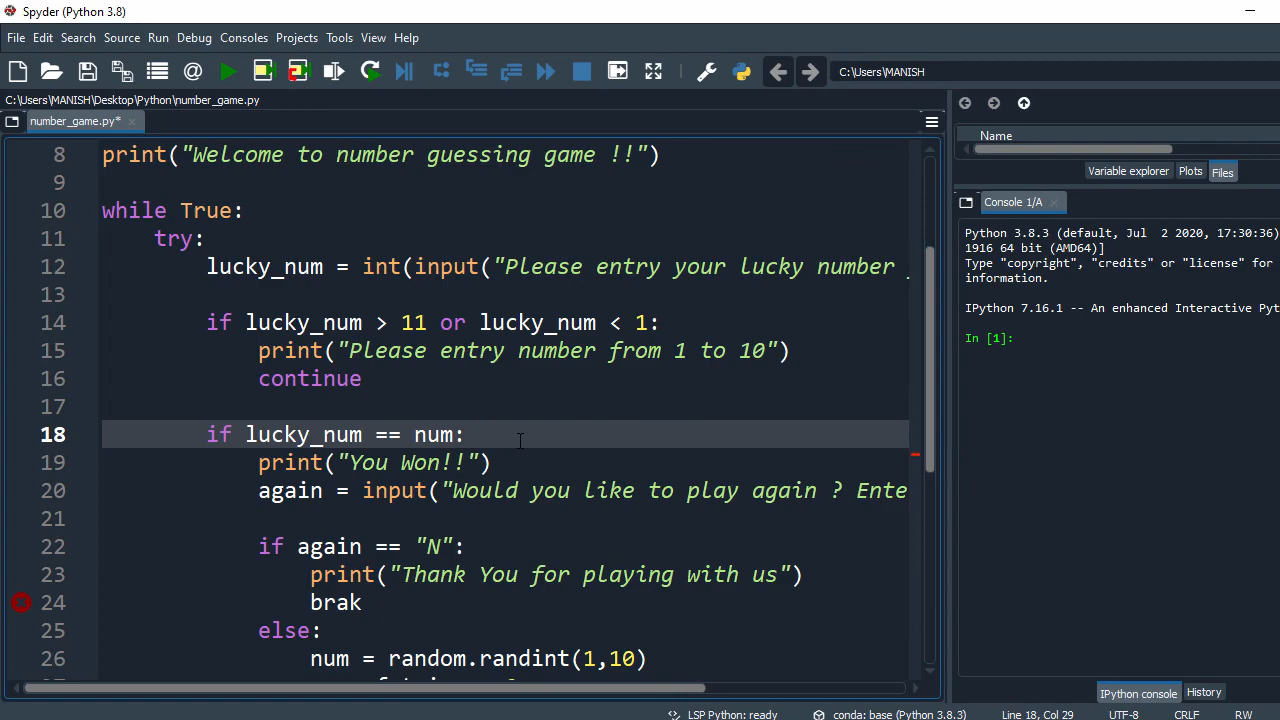 Spyder (Python 3.8)
File Edit Search Source Run Debug Consoles Projects Tools View Help
C:\Users\MANISH
C:\Users\MANISH\Desktop\Python\number_game.py
number_game.py*
8 print("Welcome to number guessing game !!")
9
10 while True:
11 try:
12 lucky_num = int(input("Please entry your lucky number
13
14 if lucky_num > 11 or lucky_num < 1:
15 print("Please entry number from 1 to 10")
16 continue
17
18 if lucky_num == num:
19 print("You Won!!")
20 again = input("Would you like to play again ? Ente
21
22 if again == "N":
23 print("Thank You for playing with us")
24 brak
25 else:
26 num = random.randint(1,10)
Name
Variable explorer Plots Files
Console 1/A
Python 3.8.3 (default, Jul 2 2020, 17:30:36)
1916 64 bit (AMD64)]
Type "copyright", "credits" or "license" for
information.
IPython 7.16.1 -- An enhanced Interactive Pyt
In [1]:
IPython console History
LSP Python: ready conda: base (Python 3.8.3) Line 18, Col 29 UTF-8 CRLF RW